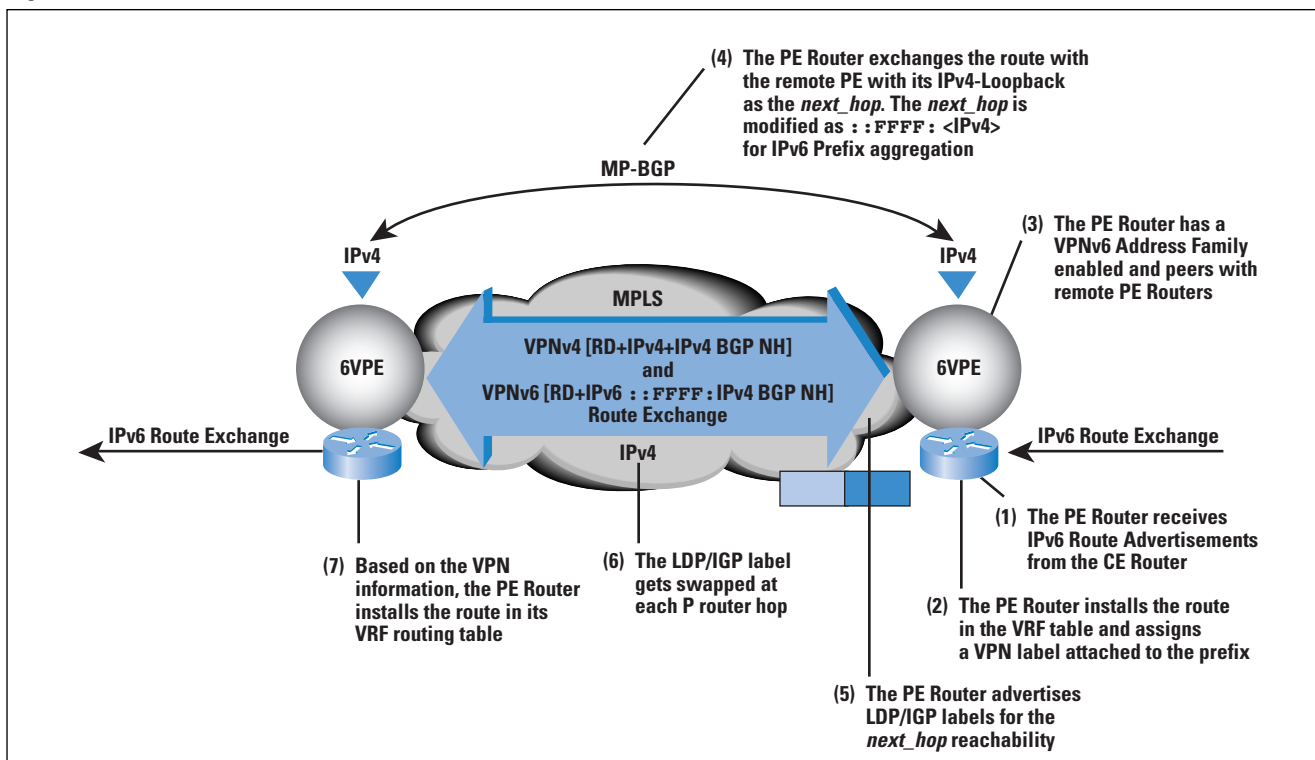 (4) The PE Router exchanges the route with
the remote PE with its IPv4-Loopback
as the next_hop. The next_hop is
modified as ::FFFF: <IPv4>
for IPv6 Prefix aggregation
MP-BGP
(3) The PE Router has a
VPNv6 Address Family
enabled and peers with
remote PE Routers
IPv4
IPv4
MPLS
6VPE
VPNv4 [RD+IPv4+IPv4 BGP NH]
and
VPNv6 [RD+IPv6 ::FFFF:IPv4 BGP NH]
Route Exchange
6VPE
IPv6 Route Exchange
IPv4
IPv6 Route Exchange
(1) The PE Router receives
IPv6 Route Advertisements
from the CE Router
(7) Based on the VPN
information, the PE Router
installs the route in its
VRF routing table
(6) The LDP/IGP label
gets swapped at
each P router hop
(2) The PE Router installs the route
in the VRF table and assigns
a VPN label attached to the prefix
(5) The PE Router advertises
LDP/IGP labels for the
next_hop reachability